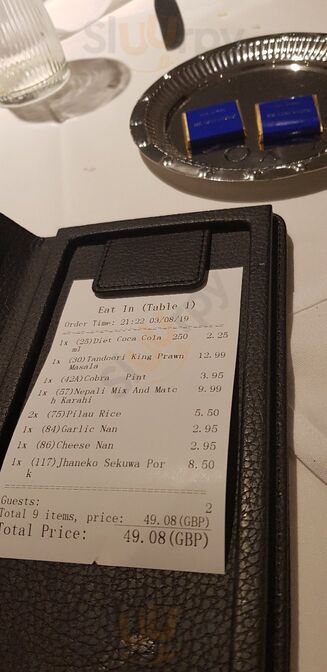 Sluurpy
Eat In (Table 1)
Order Time: 21:22 03/08/19
1x (25)Diet Coca Cola 250 2.25
ml
1x (30)Tandoori King Prawn 12.99
Masala
1x (42A)Cobra Pint 3.95
1x (57)Nepali Mix And Matc 9.99
h Karahi
2x (75)Pilau Rice 5.50
1x (84)Garlic Nan 2.95
1x (86)Cheese Nan 2.95
1x (117)Jhaneko Sekuwa Por 8.50
k
Guests: 2
Total 9 items, price: 49.08(GBP)
Total Price: 49.08(GBP)